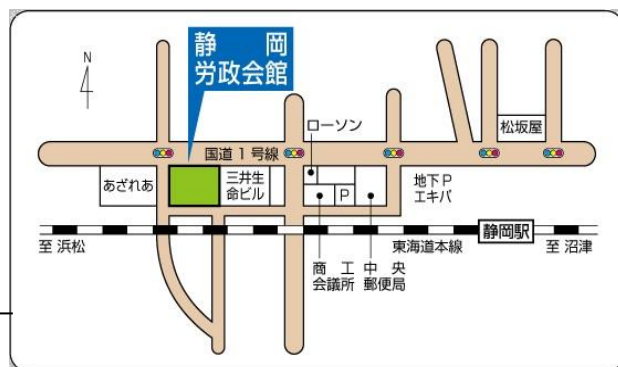 静 岡
労政会館
N
ローソン
松坂屋
国道1号線
あざれあ
三井生
命ビル
P
地下P
エキパ
至 浜松
東海道本線
静岡駅
至 沼津
商 工
会議所
中 央
郵便局